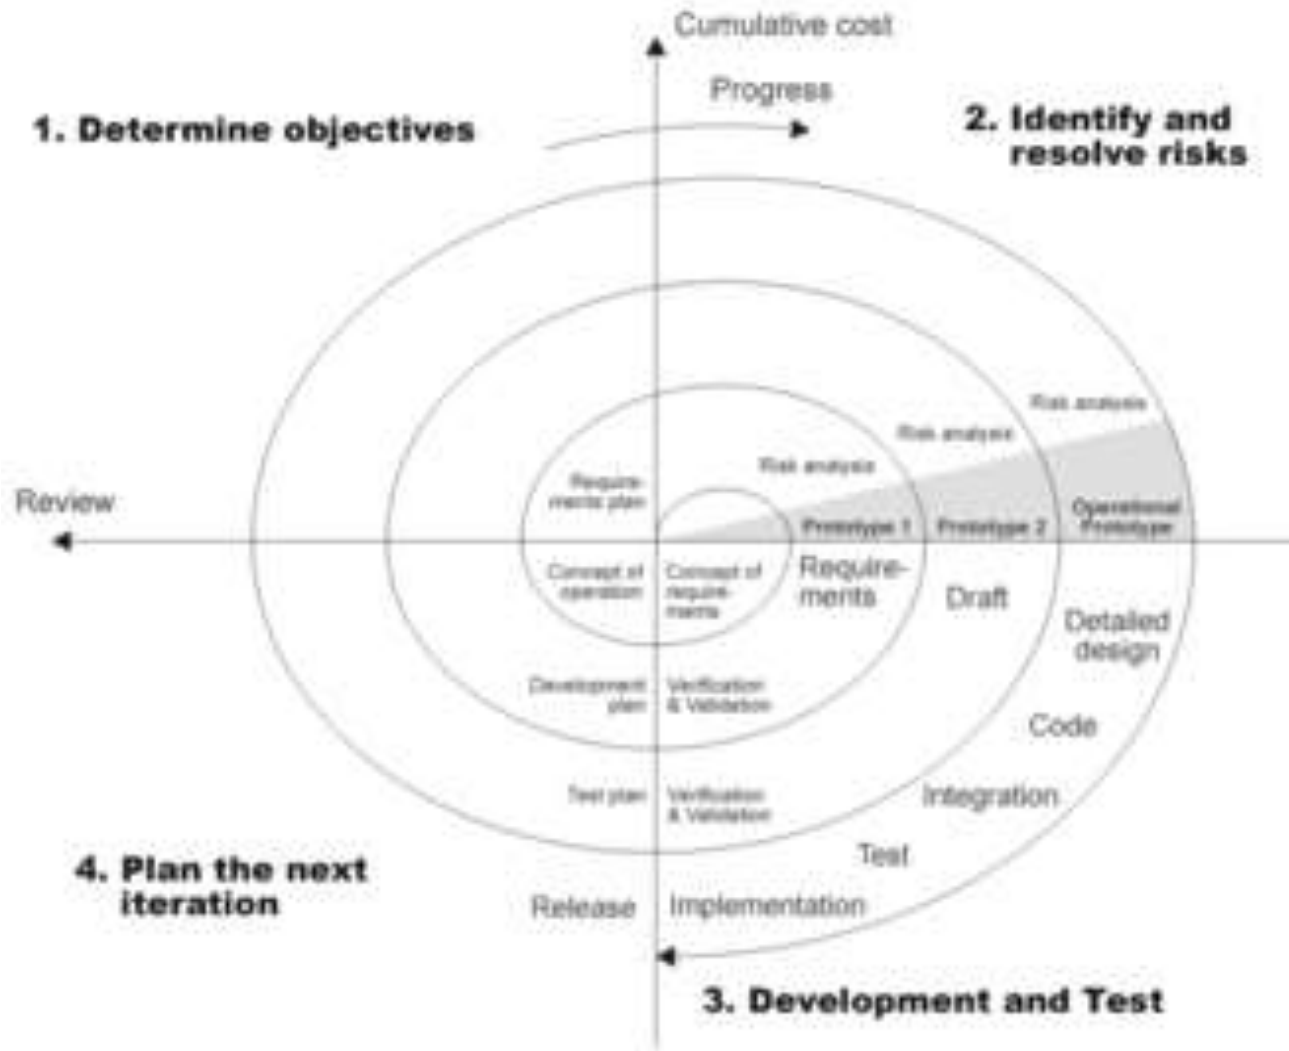 Cumulative cost
Progress
1. Determine objectives
2. Identify and
resolve risks
Risk analysis
Risk analysis
Risk analysis
Require-
ments plan
Review
Prototype 1
Prototype 2
Operational
Prototype
Concept of
operation
Concept of
require-
ments
Require-
ments
Draft
Detailed
design
Development
plan
Verification
& Validation
Code
Test plan
Verification
& Validation
Integration
Test
4. Plan the next
iteration
Release
Implementation
3. Development and Test